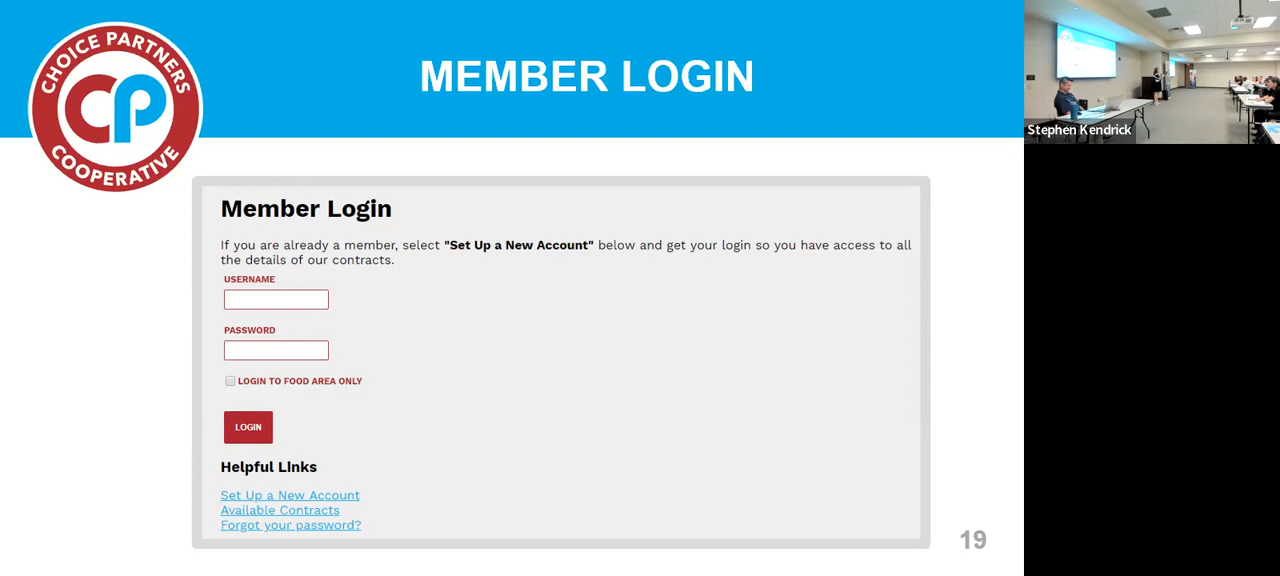 CHOICE PARTNERS
CP
COOPERATIVE
MEMBER LOGIN
Stephen Kendrick
Member Login
If you are already a member, select "Set Up a New Account" below and get your login so you have access to all
the details of our contracts.
USERNAME
PASSWORD
LOGIN TO FOOD AREA ONLY
LOGIN
Helpful Links
Set Up a New Account
Available Contracts
Forgot your password?
19